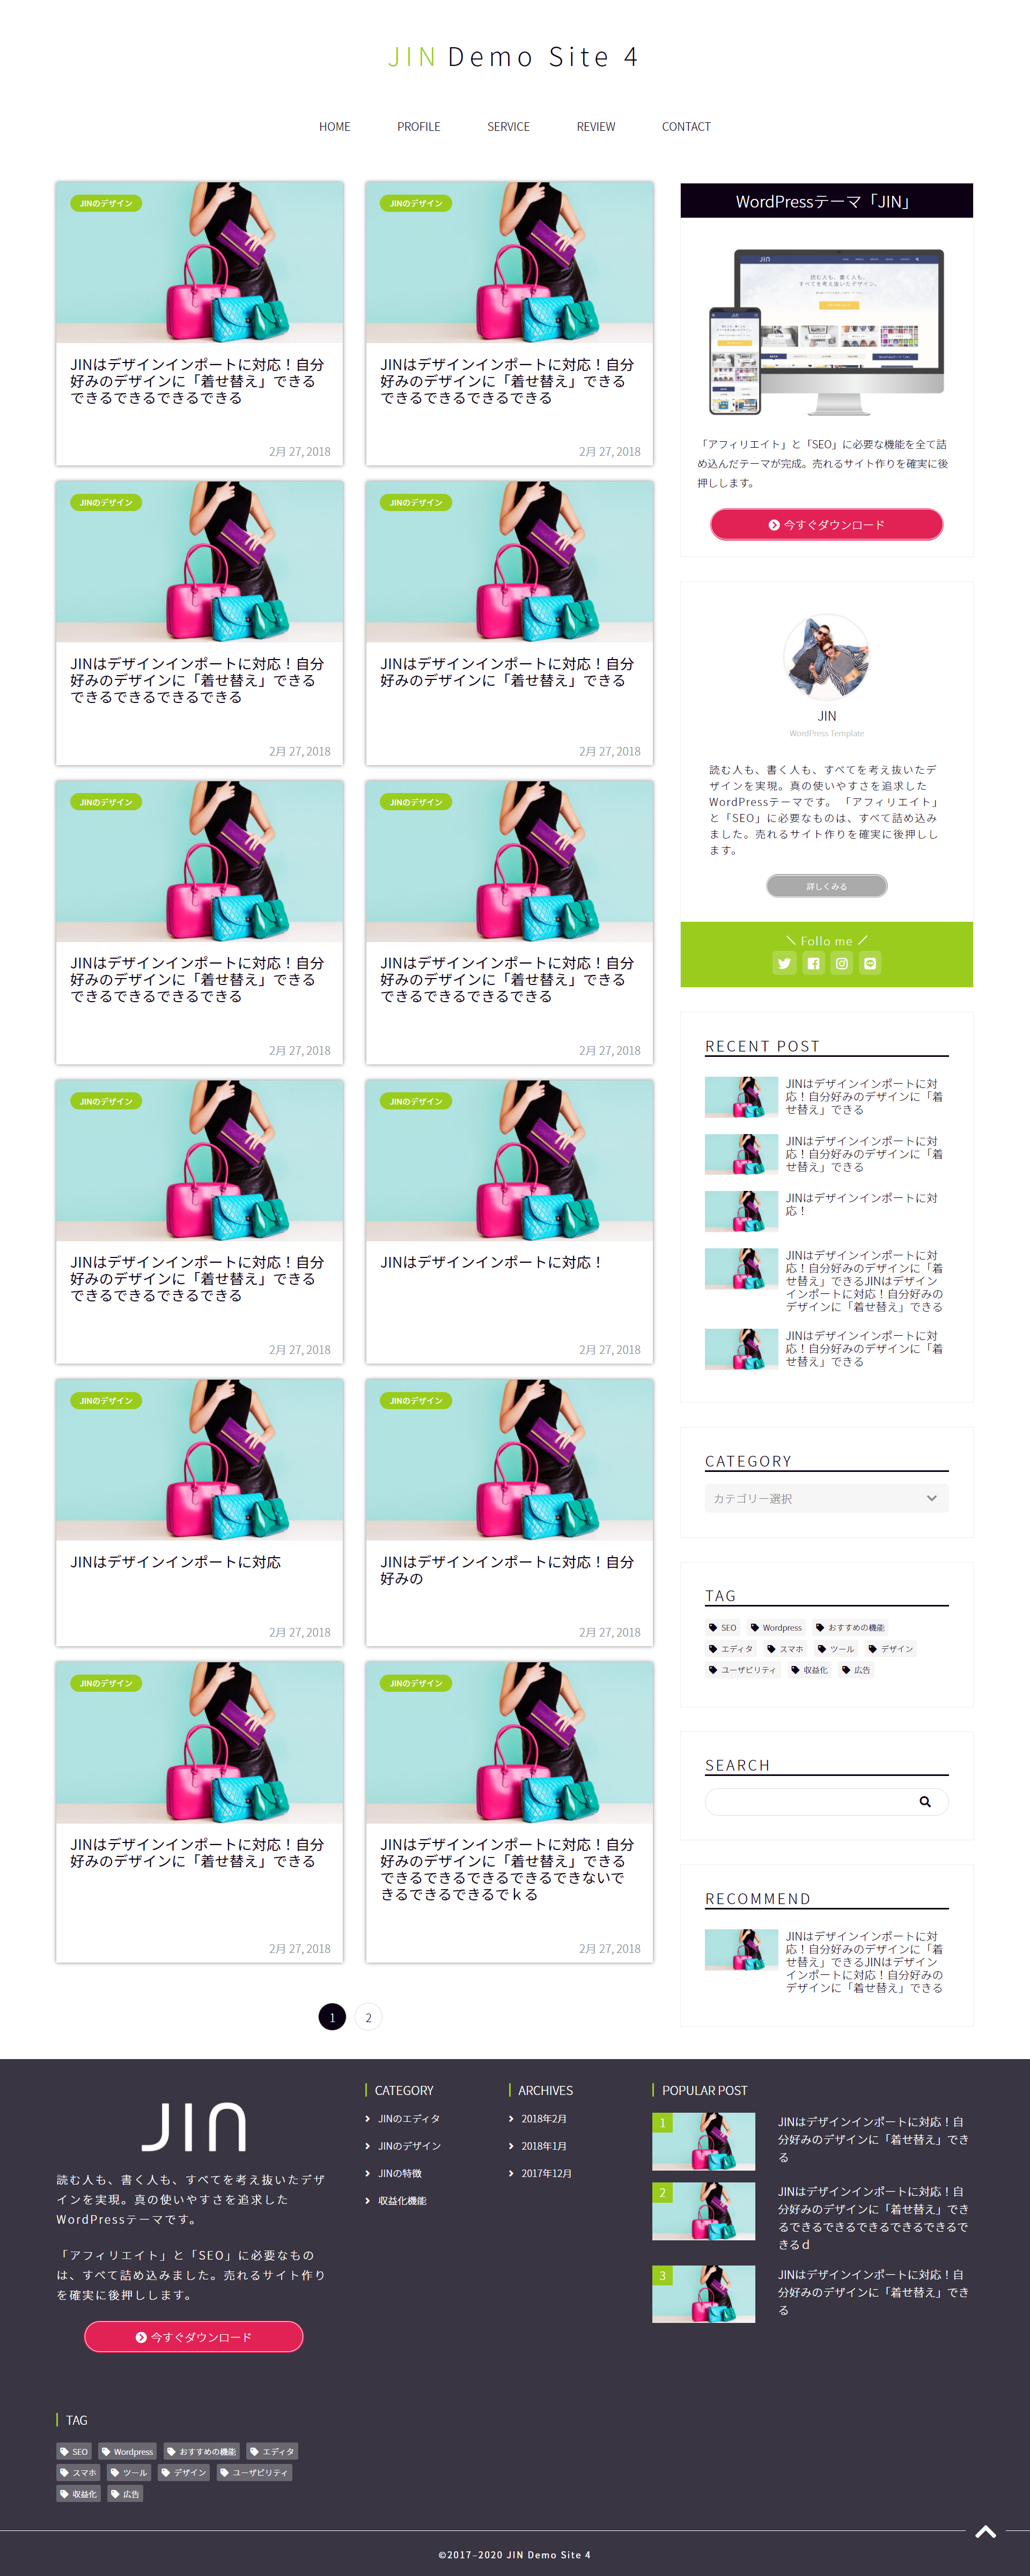 JIN Demo Site 4
HOME PROFILE SERVICE REVIEW CONTACT
JINのデザイン
JINはデザインインポートに対応！自分
好みのデザインに「着せ替え」できる
できるできるできるできる
2月 27, 2018
JINのデザイン
JINはデザインインポートに対応！自分
好みのデザインに「着せ替え」できる
できるできるできるできる
2月 27, 2018
JINのデザイン
JINはデザインインポートに対応！自分
好みのデザインに「着せ替え」できる
できるできるできるできる
2月 27, 2018
JINのデザイン
JINはデザインインポートに対応！自分
好みのデザインに「着せ替え」できる
2月 27, 2018
JINのデザイン
JINはデザインインポートに対応！自分
好みのデザインに「着せ替え」できる
できるできるできるできる
2月 27, 2018
JINのデザイン
JINはデザインインポートに対応！自分
好みのデザインに「着せ替え」できる
できるできるできるできる
2月 27, 2018
JINのデザイン
JINはデザインインポートに対応！自分
好みのデザインに「着せ替え」できる
できるできるできるできる
2月 27, 2018
JINのデザイン
JINはデザインインポートに対応！
2月 27, 2018
JINのデザイン
JINはデザインインポートに対応
2月 27, 2018
JINのデザイン
JINはデザインインポートに対応！自分
好みの
2月 27, 2018
JINのデザイン
JINはデザインインポートに対応！自分
好みのデザインに「着せ替え」できる
2月 27, 2018
JINのデザイン
JINはデザインインポートに対応！自分
好みのデザインに「着せ替え」できる
できるできるできるできるできないで
きるできるできるでｋる
2月 27, 2018
1 2
WordPressテーマ「JIN」
JIN
読む人も、書く人も、
すべてを考え抜いたデザイン。
「アフィリエイト」と「SEO」に必要な機能を全て詰
め込んだテーマが完成。売れるサイト作りを確実に後
押しします。
今すぐダウンロード
JIN
WordPress Template
読む人も、書く人も、すべてを考え抜いたデ
ザインを実現。真の使いやすさを追求した
WordPressテーマです。 「アフィリエイト」
と「SEO」に必要なものは、すべて詰め込み
ました。売れるサイト作りを確実に後押しし
ます。
詳しくみる
＼ Follo me ／
RECENT POST
JINはデザインインポートに対
応！自分好みのデザインに「着
せ替え」できる
JINはデザインインポートに対
応！自分好みのデザインに「着
せ替え」できる
JINはデザインインポートに対
応！
JINはデザインインポートに対
応！自分好みのデザインに「着
せ替え」できるJINはデザイン
インポートに対応！自分好みの
デザインに「着せ替え」できる
JINはデザインインポートに対
応！自分好みのデザインに「着
せ替え」できる
CATEGORY
カテゴリー選択
TAG
SEO Wordpress おすすめの機能
エディタ スマホ ツール デザイン
ユーザビリティ 収益化 広告
SEARCH
RECOMMEND
JINはデザインインポートに対
応！自分好みのデザインに「着
せ替え」できるJINはデザイン
インポートに対応！自分好みの
デザインに「着せ替え」できる
JIN
読む人も、書く人も、すべてを考え抜いたデザ
インを実現。真の使いやすさを追求した
WordPressテーマです。
「アフィリエイト」と「SEO」に必要なもの
は、すべて詰め込みました。売れるサイト作り
を確実に後押しします。
今すぐダウンロード
CATEGORY
JINのエディタ
JINのデザイン
JINの特徴
収益化機能
ARCHIVES
2018年2月
2018年1月
2017年12月
POPULAR POST
1
JINはデザインインポートに対応！自
分好みのデザインに「着せ替え」でき
る
2
JINはデザインインポートに対応！自
分好みのデザインに「着せ替え」でき
るできるできるできるできるできるで
きるｄ
3
JINはデザインインポートに対応！自
分好みのデザインに「着せ替え」でき
る
TAG
SEO Wordpress おすすめの機能 エディタ
スマホ ツール デザイン ユーザビリティ
収益化 広告
©2017–2020 JIN Demo Site 4